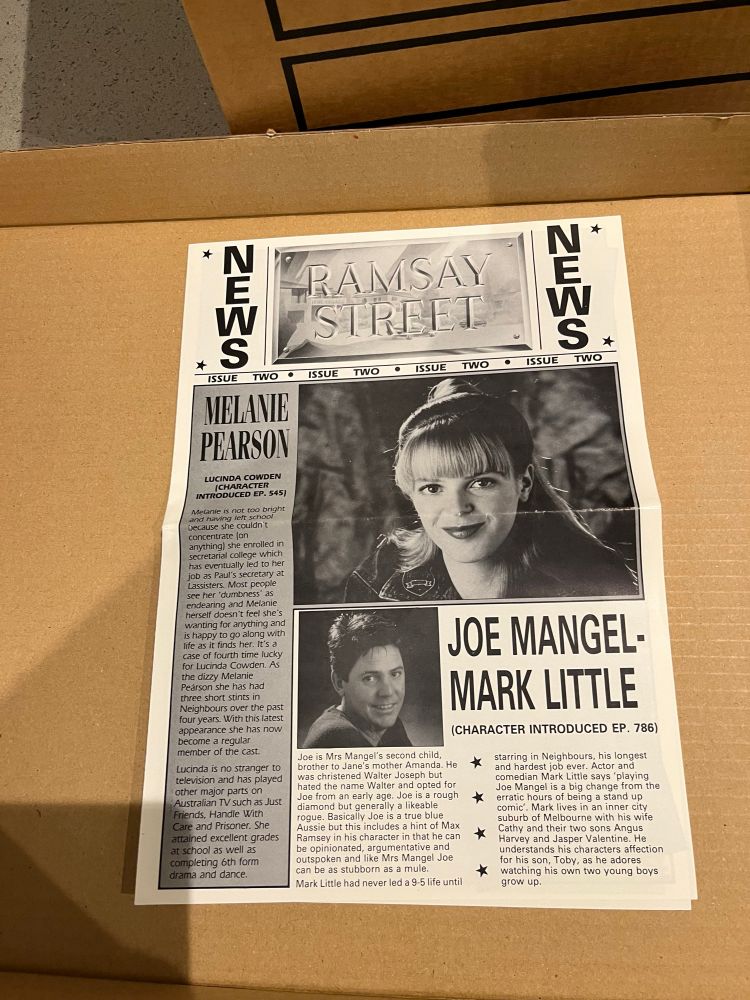 NEWS
RAMSAY
STREET
NEWS
ISSUE TWO • ISSUE TWO • ISSUE TWO • ISSUE TWO
MELANIE
PEARSON
LUCINDA COWDEN
(CHARACTER
INTRODUCED EP. 545)
Melanie is not too bright
and having left school
because she couldn't
concentrate (on
anything) she enrolled in
secretarial college which
has eventually led to her
job as Paul's secretary at
Lassisters. Most people
see her 'dumbness' as
endearing and Melanie
herself doesn't feel she's
wanting for anything and
is happy to go along with
life as it finds her. It's a
case of fourth time lucky
for Lucinda Cowden. As
the dizzy Melanie
Pearson she has had
three short stints in
Neighbours over the past
four years. With this latest
appearance she has now
become a regular
member of the cast.
Lucinda is no stranger to
television and has played
other major parts on
Australian TV such as Just
Friends, Handle With
Care and Prisoner. She
attained excellent grades
at school as well as
completing 6th form
drama and dance.
JOE MANGEL-
MARK LITTLE
(CHARACTER INTRODUCED EP. 786)
Joe is Mrs Mangel's second child,
brother to Jane's mother Amanda. He
was christened Walter Joseph but
hated the name Walter and opted for
Joe from an early age. Joe is a rough
diamond but generally a likeable
rogue. Basically Joe is a true blue
Aussie but this includes a hint of Max
Ramsey in his character in that he can
be opinionated, argumentative and
outspoken and like Mrs Mangel Joe
can be as stubborn as a mule.
Mark Little had never led a 9-5 life until
starring in Neighbours, his longest
and hardest job ever. Actor and
comedian Mark Little says 'playing
Joe Mangel is a big change from the
erratic hours of being a stand up
comic'. Mark lives in an inner city
suburb of Melbourne with his wife
Cathy and their two sons Angus
Harvey and Jasper Valentine. He
understands his characters affection
for his son, Toby, as he adores
watching his own two young boys
grow up.